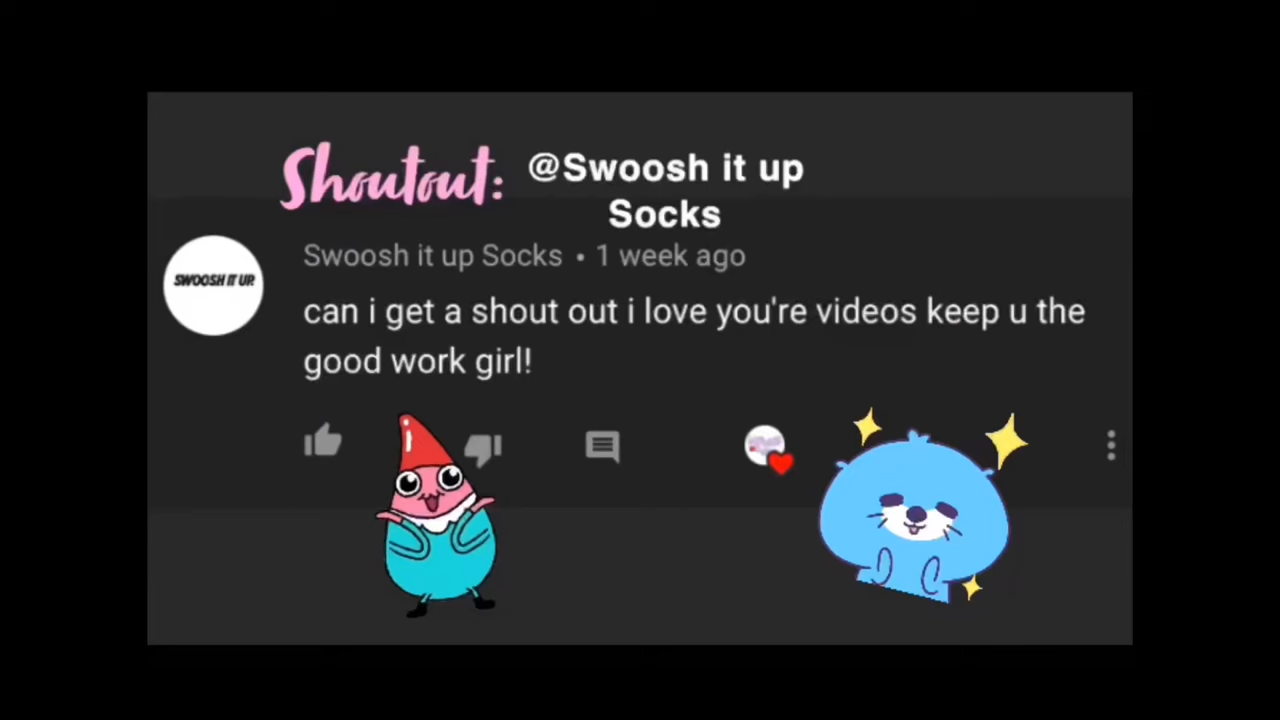 Shoutout: @Swoosh it up
Socks
Swoosh it up Socks • 1 week ago
SWOOSH IT UP.
can i get a shout out i love you're videos keep u the
good work girl!